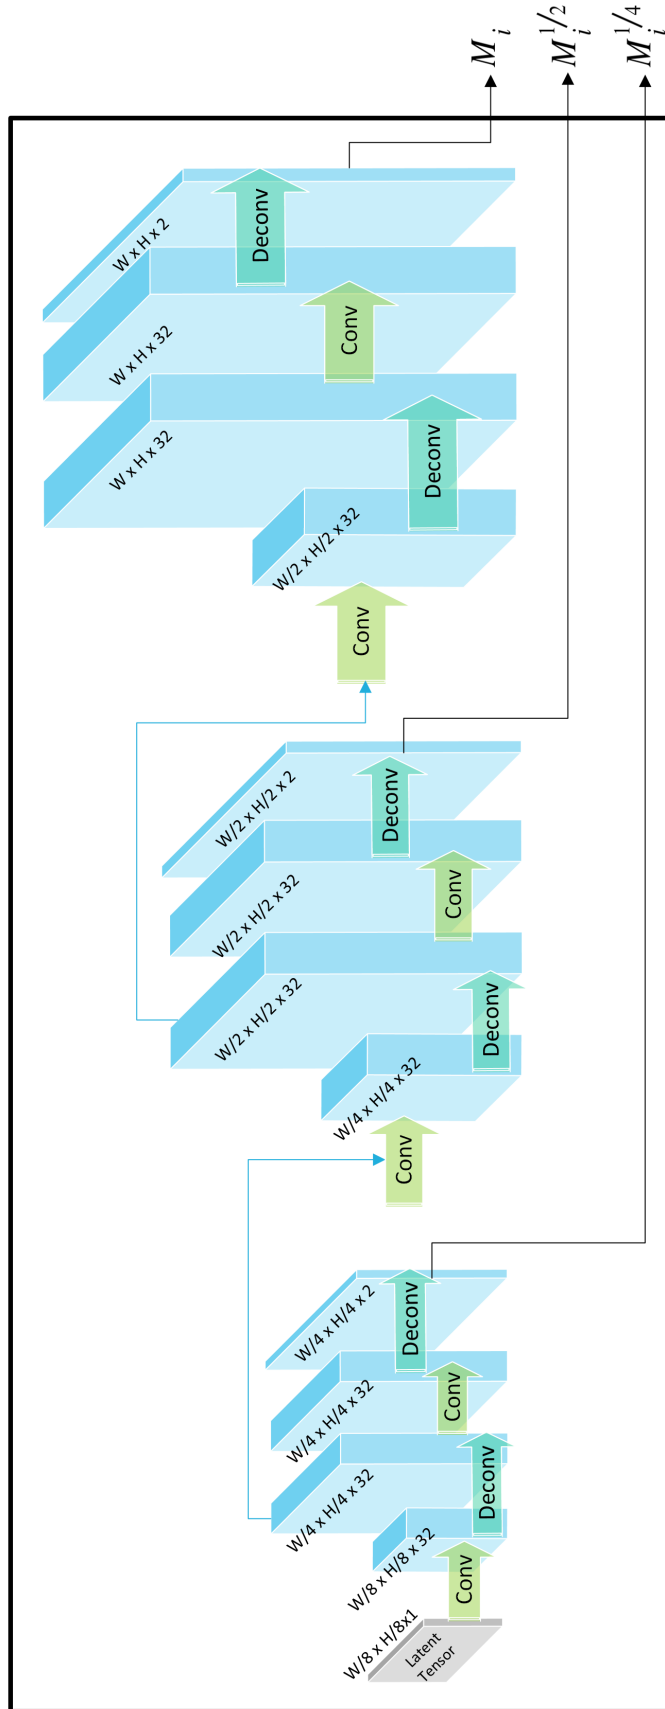 M_i
M_i^{1/2}
M_i^{1/4}
W x H x 2
Deconv
W x H x 32
Conv
W x H x 32
Deconv
W/2 x H/2 x 32
Conv
W/2 x H/2 x 2
Deconv
W/2 x H/2 x 32
Conv
W/2 x H/2 x 32
Deconv
W/4 x H/4 x 32
Conv
W/4 x H/4 x 2
Deconv
W/4 x H/4 x 32
Conv
W/4 x H/4 x 32
Deconv
W/8 x H/8 x 32
Conv
W/8 x H/8x1
Latent
Tensor